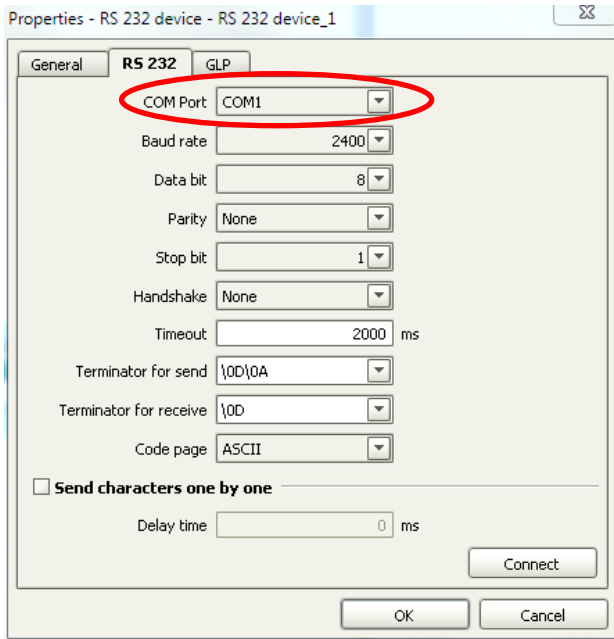 Properties - RS 232 device - RS 232 device_1
General RS 232 GLP
COM Port COM1
Baud rate 2400
Data bit 8
Parity None
Stop bit 1
Handshake None
Timeout 2000 ms
Terminator for send \0D\0A
Terminator for receive \0D
Code page ASCII
Send characters one by one
Delay time 0 ms
Connect
OK Cancel